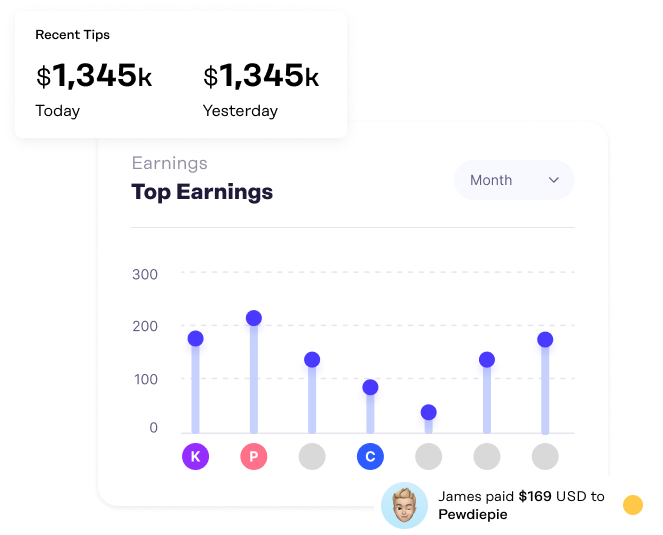 Recent Tips
$1,345k $1,345k
Today Yesterday
Earnings
Top Earnings
Month
300
200
100
0
K P C
James paid $169 USD to
Pewdiepie